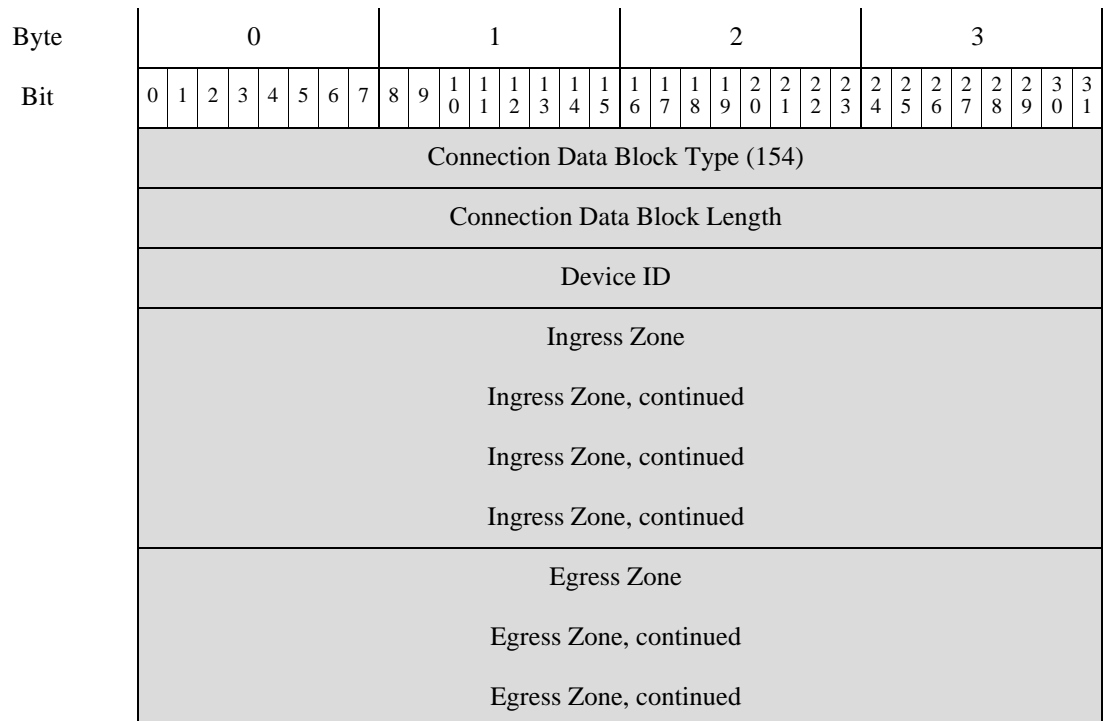 Byte 0 1 2 3
Bit 0 1 2 3 4 5 6 7 8 9 10 11 12 13 14 15 16 17 18 19 20 21 22 23 24 25 26 27 28 29 30 31
Connection Data Block Type (154)
Connection Data Block Length
Device ID
Ingress Zone
Ingress Zone, continued
Ingress Zone, continued
Ingress Zone, continued
Egress Zone
Egress Zone, continued
Egress Zone, continued